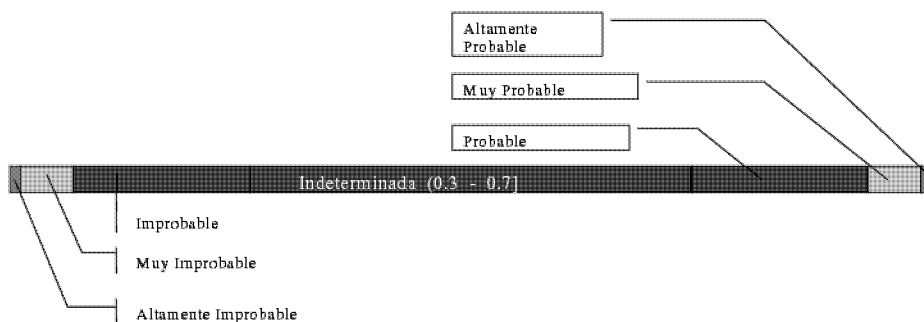 Altamente
Probable
Muy Probable
Probable
Indeterminada (0.3 - 0.7]
Improbable
Muy Improbable
Altamente Improbable